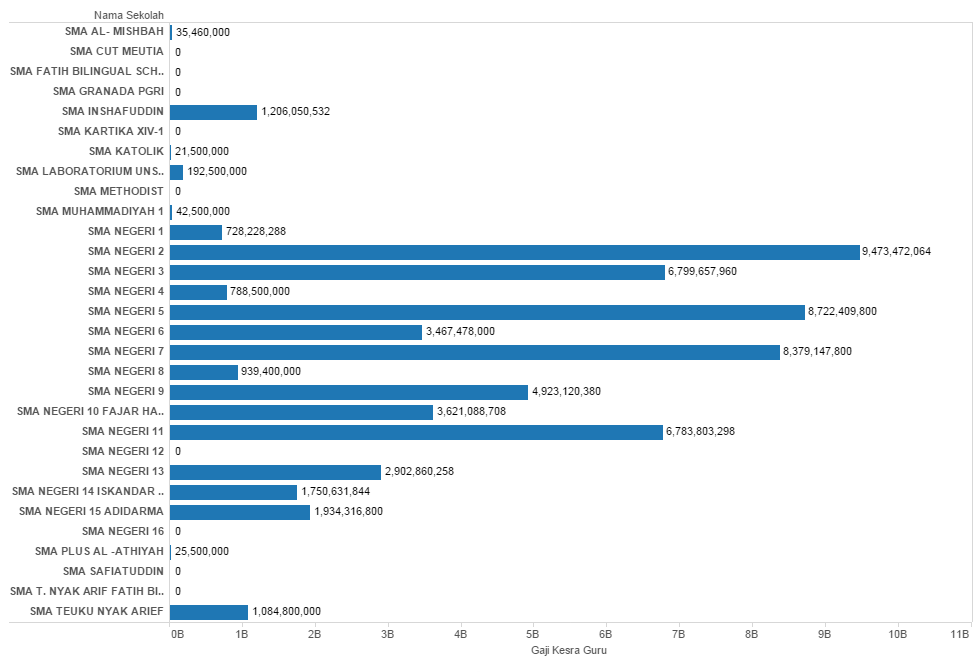 Nama Sekolah
SMA AL- MISHBAH 35,460,000
SMA CUT MEUTIA 0
SMA FATIH BILINGUAL SCH.. 0
SMA GRANADA PGRI 0
SMA INSHAFUDDIN 1,206,050,532
SMA KARTIKA XIV-1 0
SMA KATOLIK 21,500,000
SMA LABORATORIUM UNS.. 192,500,000
SMA METHODIST 0
SMA MUHAMMADIYAH 1 42,500,000
SMA NEGERI 1 728,228,288
SMA NEGERI 2 9,473,472,064
SMA NEGERI 3 6,799,657,960
SMA NEGERI 4 788,500,000
SMA NEGERI 5 8,722,409,800
SMA NEGERI 6 3,467,478,000
SMA NEGERI 7 8,379,147,800
SMA NEGERI 8 939,400,000
SMA NEGERI 9 4,923,120,380
SMA NEGERI 10 FAJAR HA.. 3,621,088,708
SMA NEGERI 11 6,783,803,298
SMA NEGERI 12 0
SMA NEGERI 13 2,902,860,258
SMA NEGERI 14 ISKANDAR .. 1,750,631,844
SMA NEGERI 15 ADIDARMA 1,934,316,800
SMA NEGERI 16 0
SMA PLUS AL -ATHIYAH 25,500,000
SMA SAFIATUDDIN 0
SMA T. NYAK ARIF FATIH BI.. 0
SMA TEUKU NYAK ARIEF 1,084,800,000
0B 1B 2B 3B 4B 5B 6B 7B 8B 9B 10B 11B
Gaji Kesra Guru